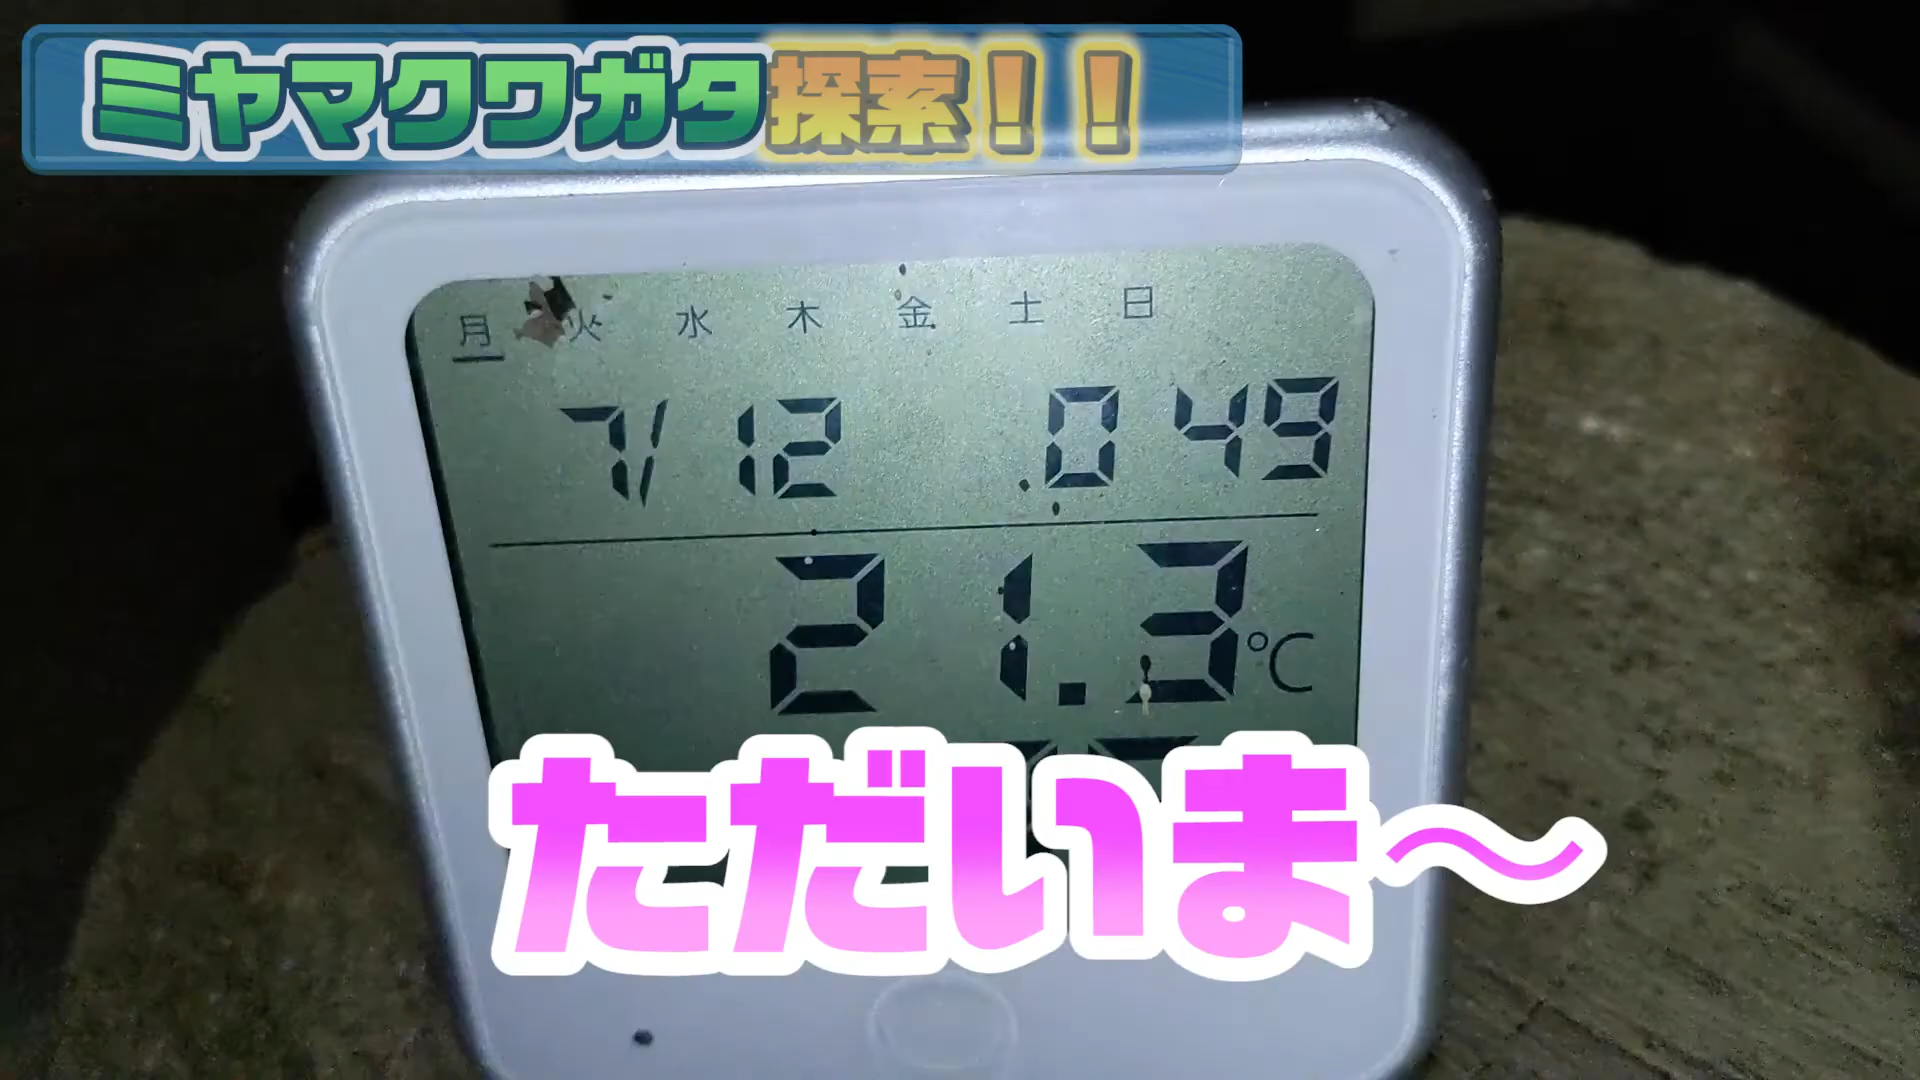 ミヤマクワガタ探索!!
月 火 水 木 金 土 日
7/12 0 49
21.3℃
ただいま~